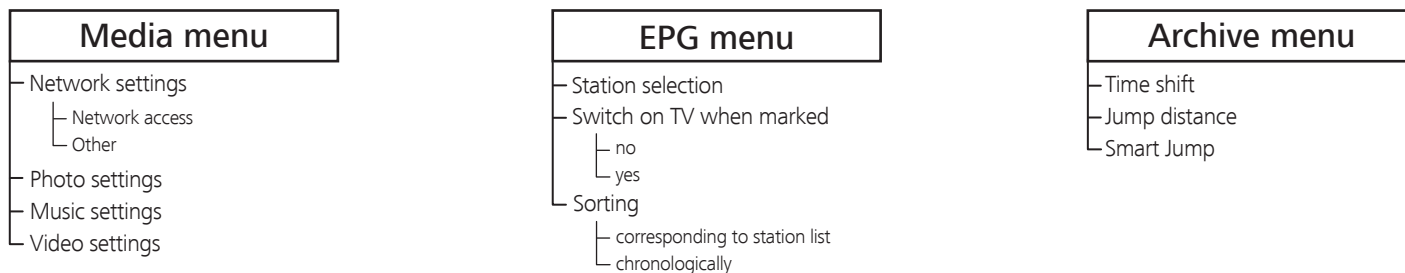 Media menu
Network settings
Network access
Other
Photo settings
Music settings
Video settings
EPG menu
Station selection
Switch on TV when marked
no
yes
Sorting
corresponding to station list
chronologically
Archive menu
Time shift
Jump distance
Smart Jump